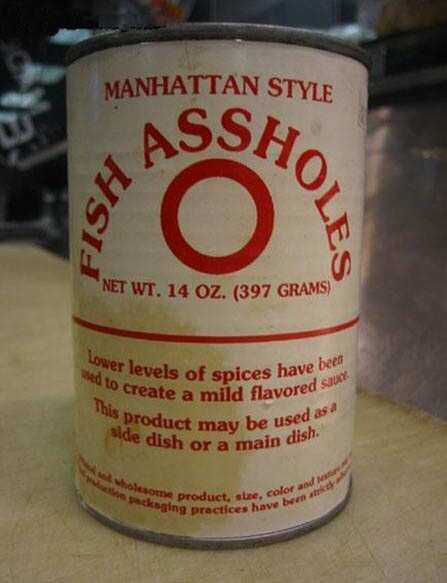 MANHATTAN STYLE
FISH ASSHOLES
NET WT. 14 OZ. (397 GRAMS)
Lower levels of spices have been
used to create a mild flavored sauce.
This product may be used as a
side dish or a main dish.
and wholesome product, size, color and texture
production packaging practices have been strictly